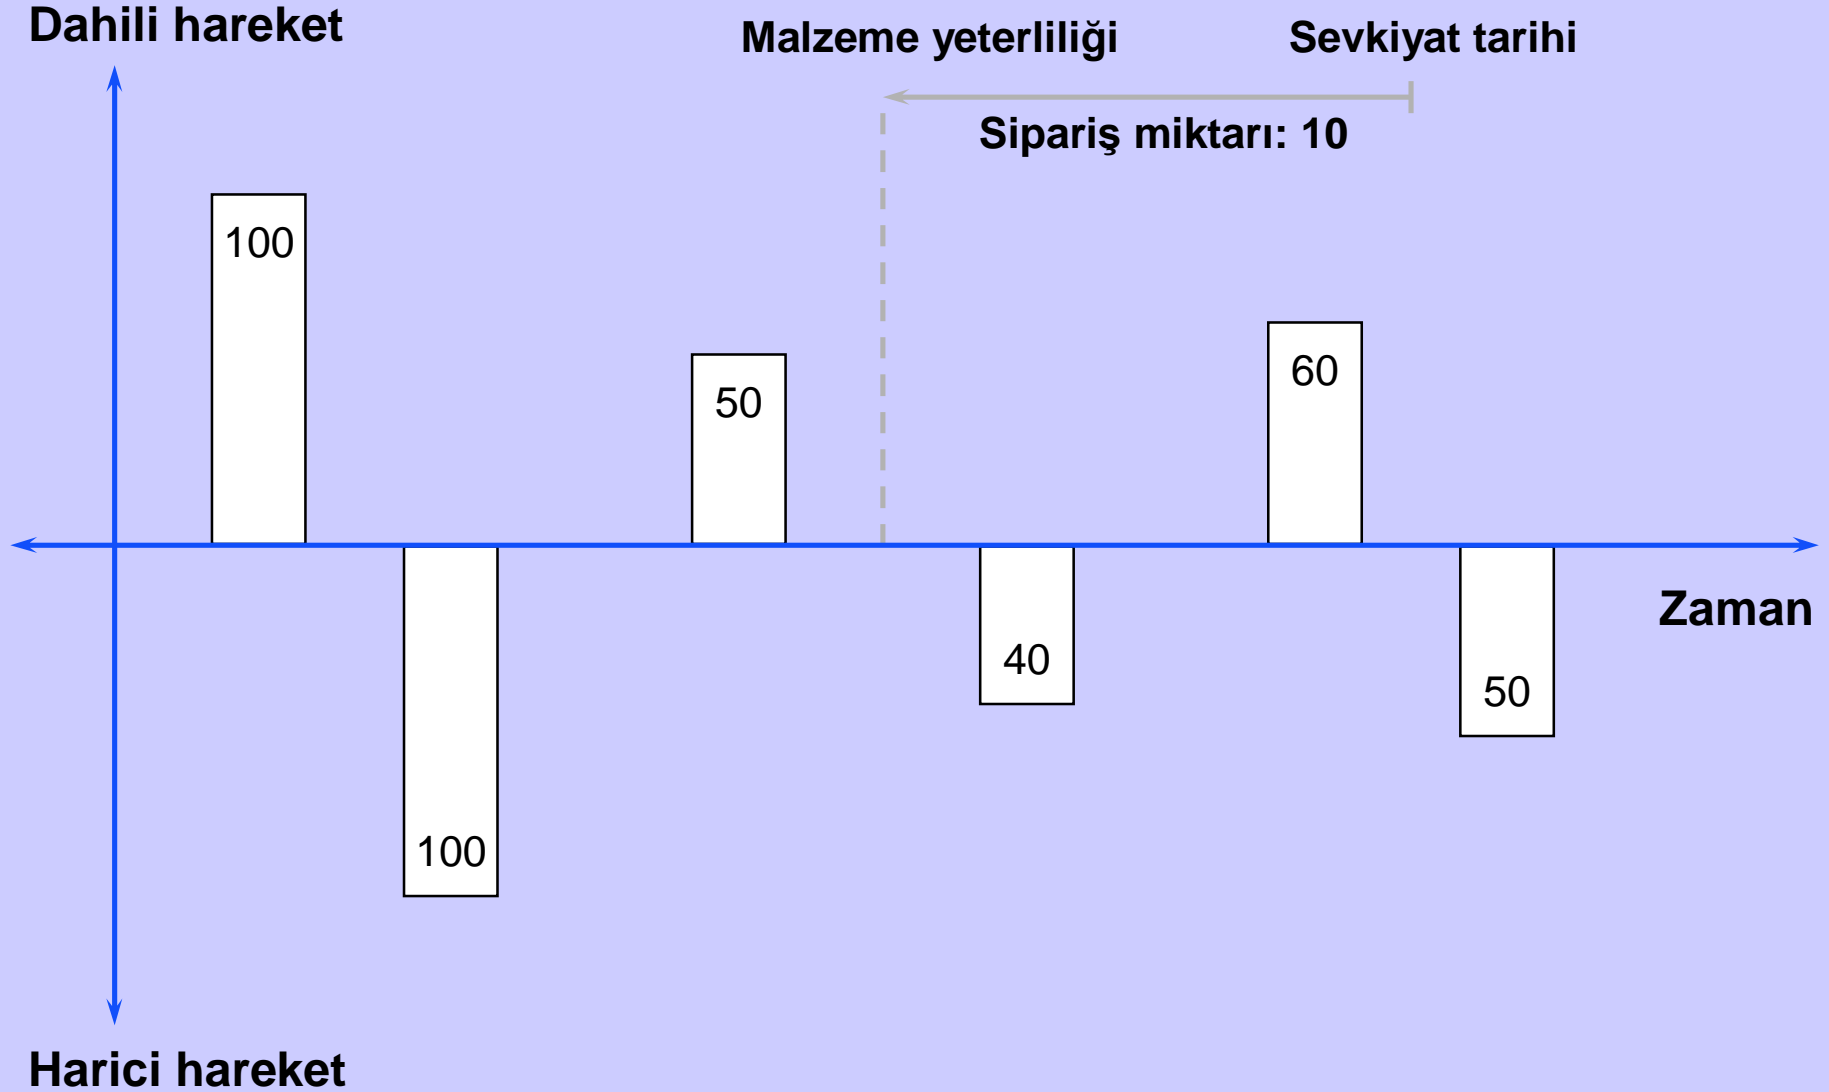 Dahili hareket
Malzeme yeterliliği
Sevkiyat tarihi
Sipariş miktarı: 10
100
50
60
Zaman
40
50
100
Harici hareket